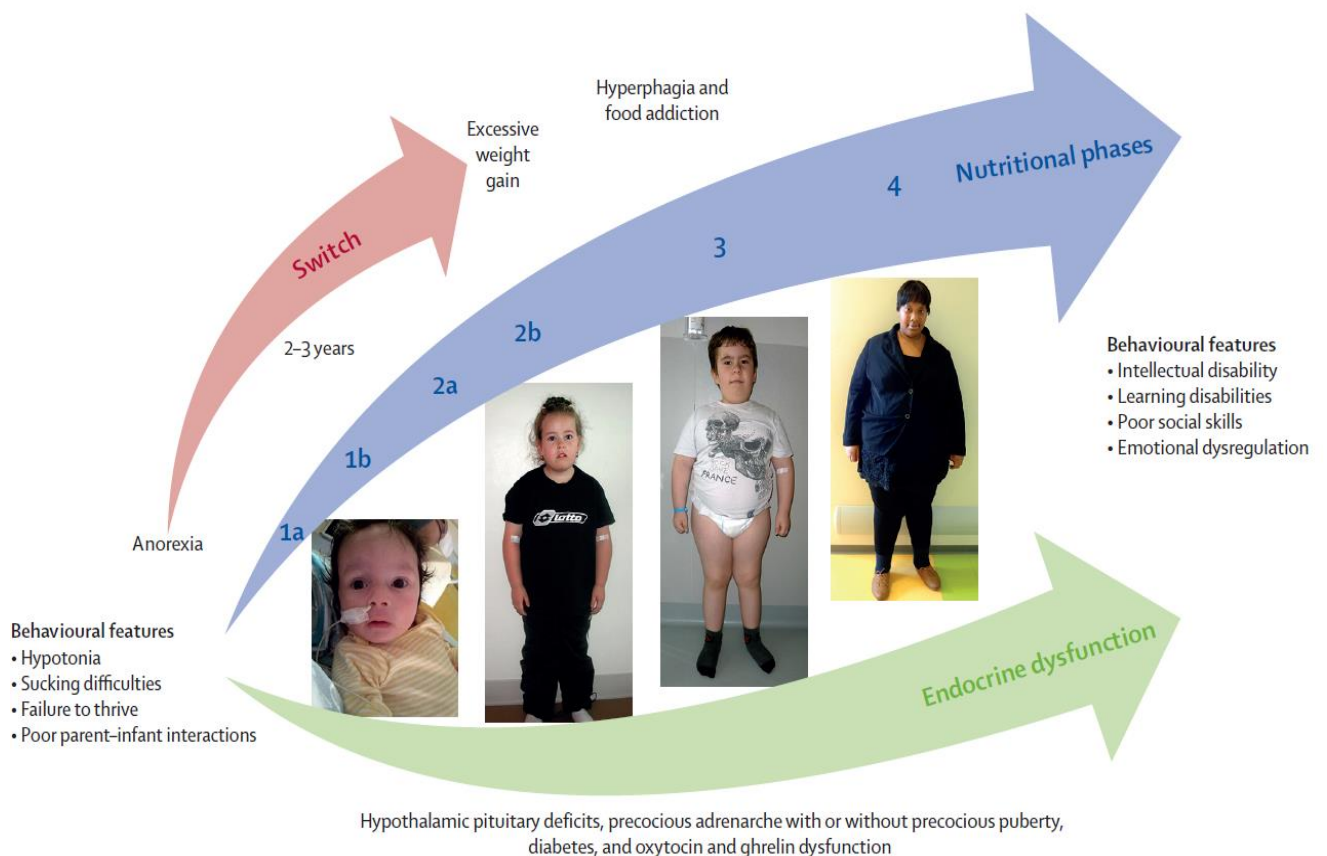 Hyperphagia and
food addiction
Excessive
weight
gain
Nutritional phases
4
3
Switch
2–3 years
2b
2a
1b
1a
Anorexia
Behavioural features
• Hypotonia
• Sucking difficulties
• Failure to thrive
• Poor parent–infant interactions
lotto
FRANCE
Behavioural features
• Intellectual disability
• Learning disabilities
• Poor social skills
• Emotional dysregulation
Endocrine dysfunction
Hypothalamic pituitary deficits, precocious adrenarche with or without precocious puberty,
diabetes, and oxytocin and ghrelin dysfunction